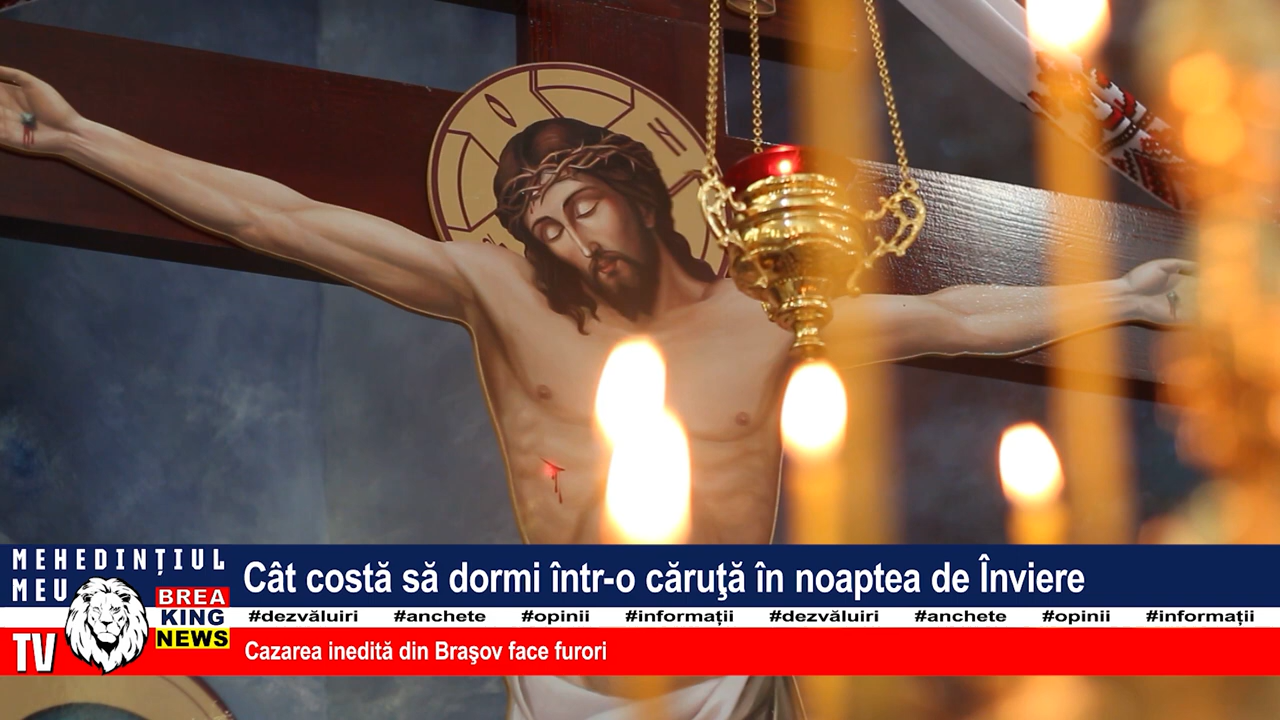 MEHEDINȚIUL
MEU
TV
BREA
KING
NEWS
Cât costă să dormi într-o căruţă în noaptea de Înviere
#dezvăluiri #anchete #opinii #informații #dezvăluiri #anchete #opinii #informații
Cazarea inedită din Braşov face furori